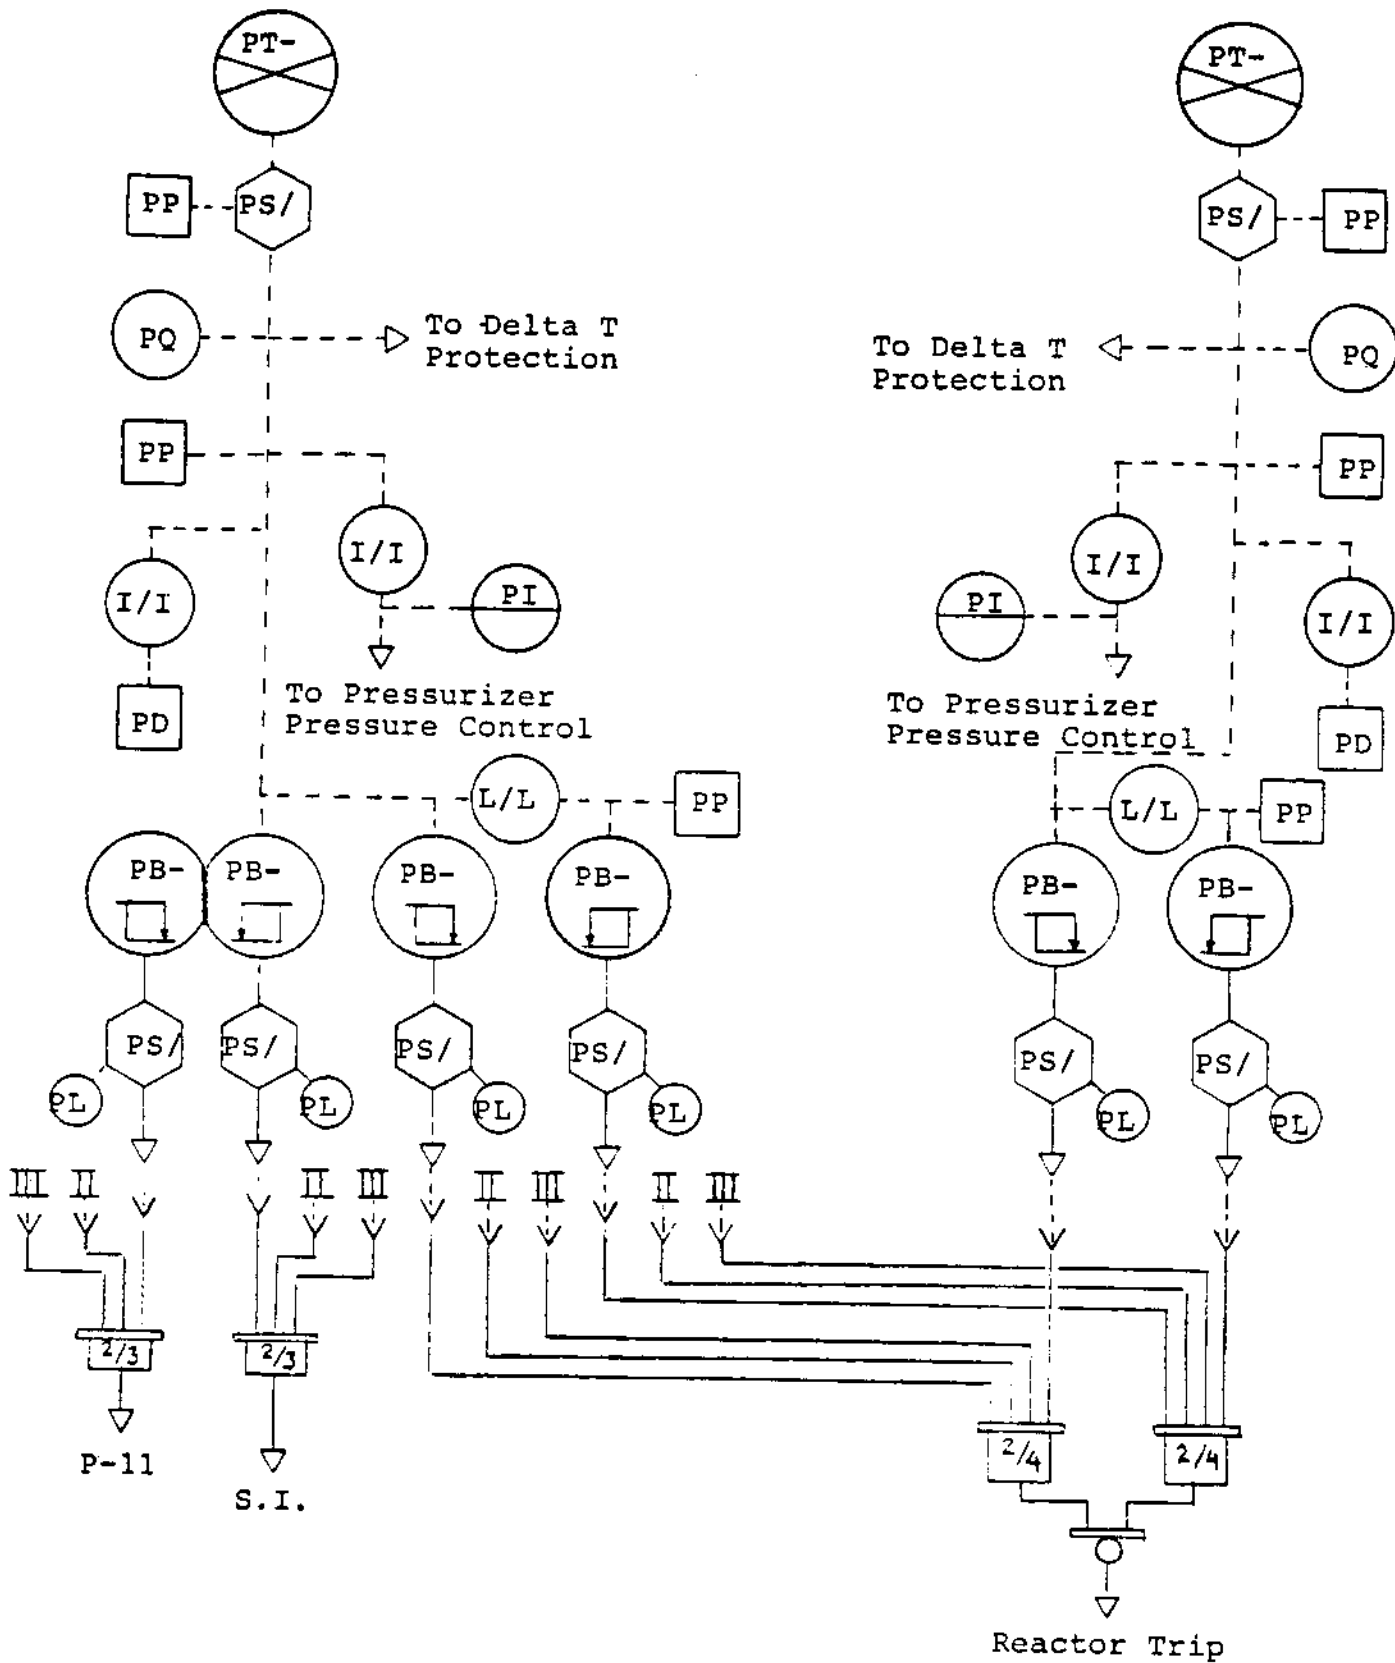 PT-
PT-
PP
PS/
PS/
PP
PQ
To Delta T
Protection
To Delta T
Protection
PQ
PP
PP
I/I
I/I
I/I
PI
PI
I/I
PD
To Pressurizer
Pressure Control
To Pressurizer
Pressure Control
PD
L/L
PP
L/L
PP
PB-
PB-
PB-
PB-
PB-
PB-
PS/
PS/
PS/
PS/
PS/
PS/
PL
PL
PL
PL
PL
PL
III
II
II
III
II
III
II
III
2/3
2/3
P-11
S.I.
2/4
2/4
Reactor Trip